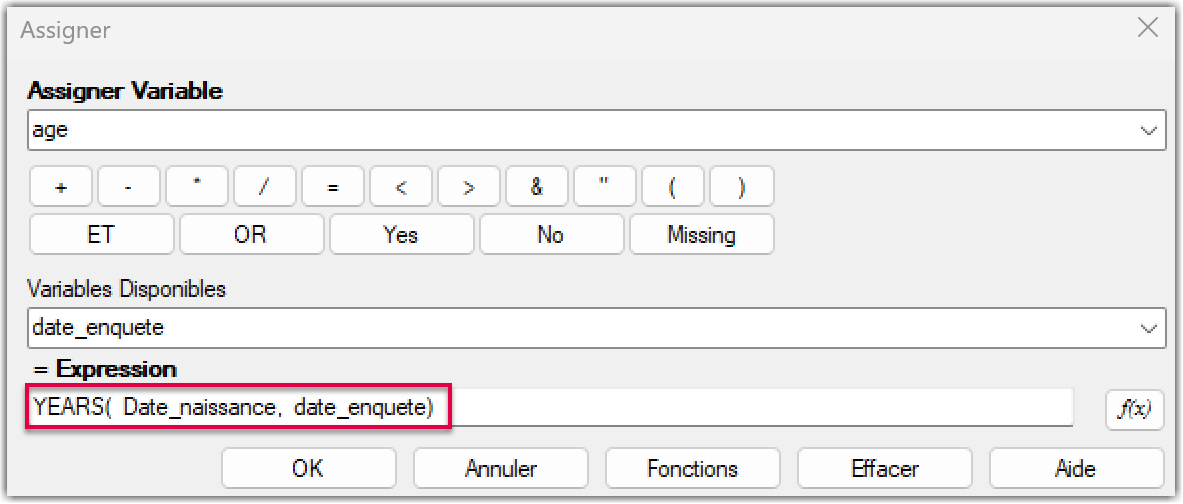 Assigner
Assigner Variable
age
+ - * / = < > & " ( )
ET OR Yes No Missing
Variables Disponibles
date_enquete
= Expression
YEARS( Date_naissance, date_enquete)
f(x)
OK Annuler Fonctions Effacer Aide